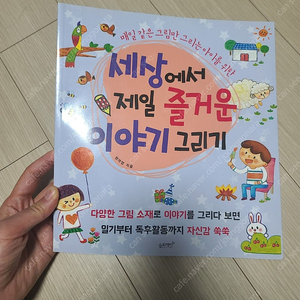 매일 같은 그림만 그리는 아이를 위한
세상에서
제일 즐거운
이야기 그리기
다양한 그림 소재로 이야기를 그리다 보면
일기부터 독후활동까지 자신감 쑥쑥